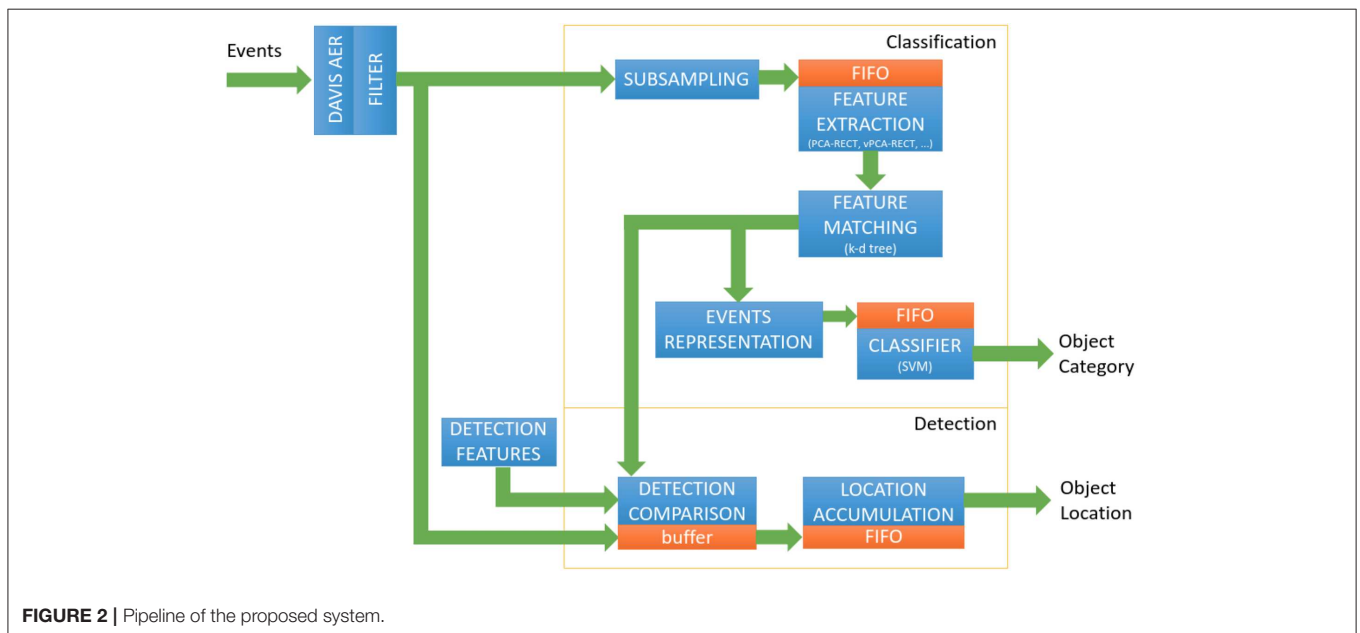 Events
DAVIS AER
FILTER
Classification
SUBSAMPLING
FIFO
FEATURE
EXTRACTION
(PCA-RECT, vPCA-RECT, ...)
FEATURE
MATCHING
(k-d tree)
EVENTS
REPRESENTATION
FIFO
CLASSIFIER
(SVM)
Object
Category
Detection
DETECTION
FEATURES
DETECTION
COMPARISON
buffer
LOCATION
ACCUMULATION
FIFO
Object
Location
FIGURE 2 | Pipeline of the proposed system.